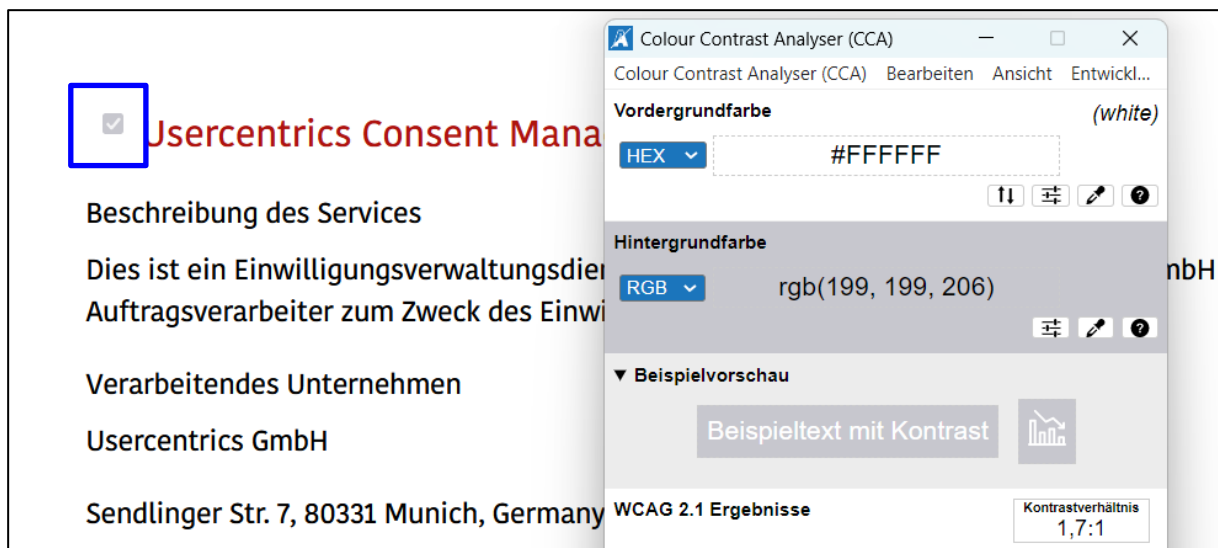 Colour Contrast Analyser (CCA)
Colour Contrast Analyser (CCA) Bearbeiten Ansicht Entwickl...
Vordergrundfarbe (white)
HEX #FFFFFF
Hintergrundfarbe
RGB rgb(199, 199, 206)
▼ Beispielvorschau
Beispieltext mit Kontrast
WCAG 2.1 Ergebnisse
Kontrastverhältnis
1,7:1
Usercentrics Consent Mana
Beschreibung des Services
Dies ist ein Einwilligungsverwaltungsdien mbH
Auftragsverarbeiter zum Zweck des Einwi
Verarbeitendes Unternehmen
Usercentrics GmbH
Sendlinger Str. 7, 80331 Munich, Germany